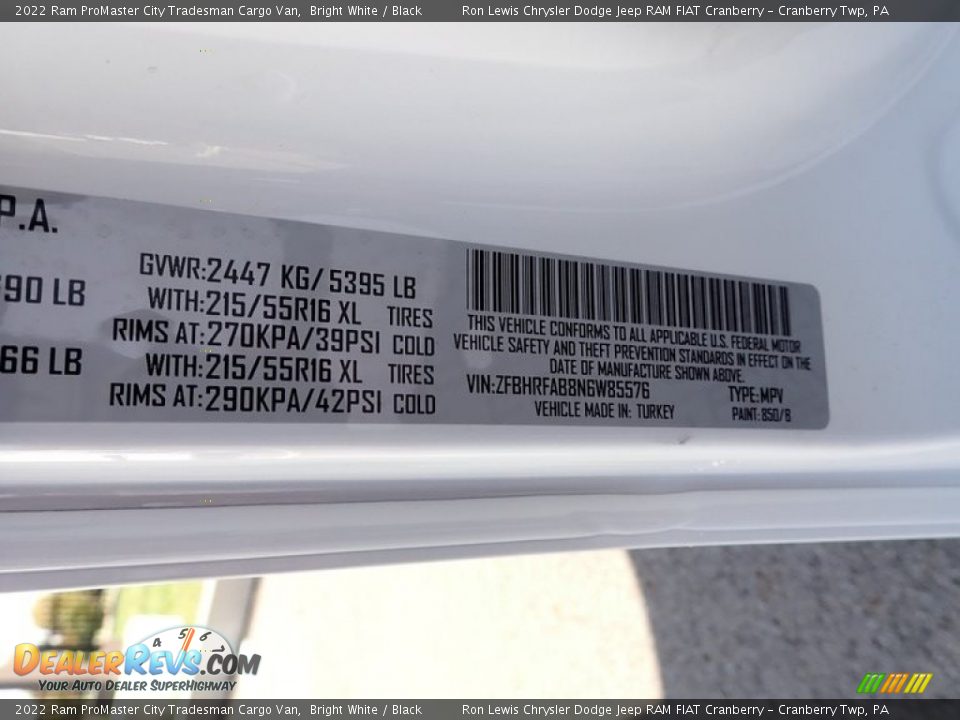 2022 Ram ProMaster City Tradesman Cargo Van, Bright White / Black Ron Lewis Chrysler Dodge Jeep RAM FIAT Cranberry - Cranberry Twp, PA
P.A.
GVWR:2447 KG/5395 LB
690 LB WITH:215/55R16 XL TIRES
RIMS AT:270KPA/39PSI COLD
66 LB WITH:215/55R16 XL TIRES
RIMS AT:290KPA/42PSI COLD
THIS VEHICLE CONFORMS TO ALL APPLICABLE U.S. FEDERAL MOTOR
VEHICLE SAFETY AND THEFT PREVENTION STANDARDS IN EFFECT ON THE
DATE OF MANUFACTURE SHOWN ABOVE.
VIN:ZFBHRFAB8N6W85576 TYPE:MPV
VEHICLE MADE IN: TURKEY PAINT: 850/B
4 5 6
DealerRevs.com
Your Auto Dealer SuperHighway
2022 Ram ProMaster City Tradesman Cargo Van, Bright White / Black Ron Lewis Chrysler Dodge Jeep RAM FIAT Cranberry - Cranberry Twp, PA